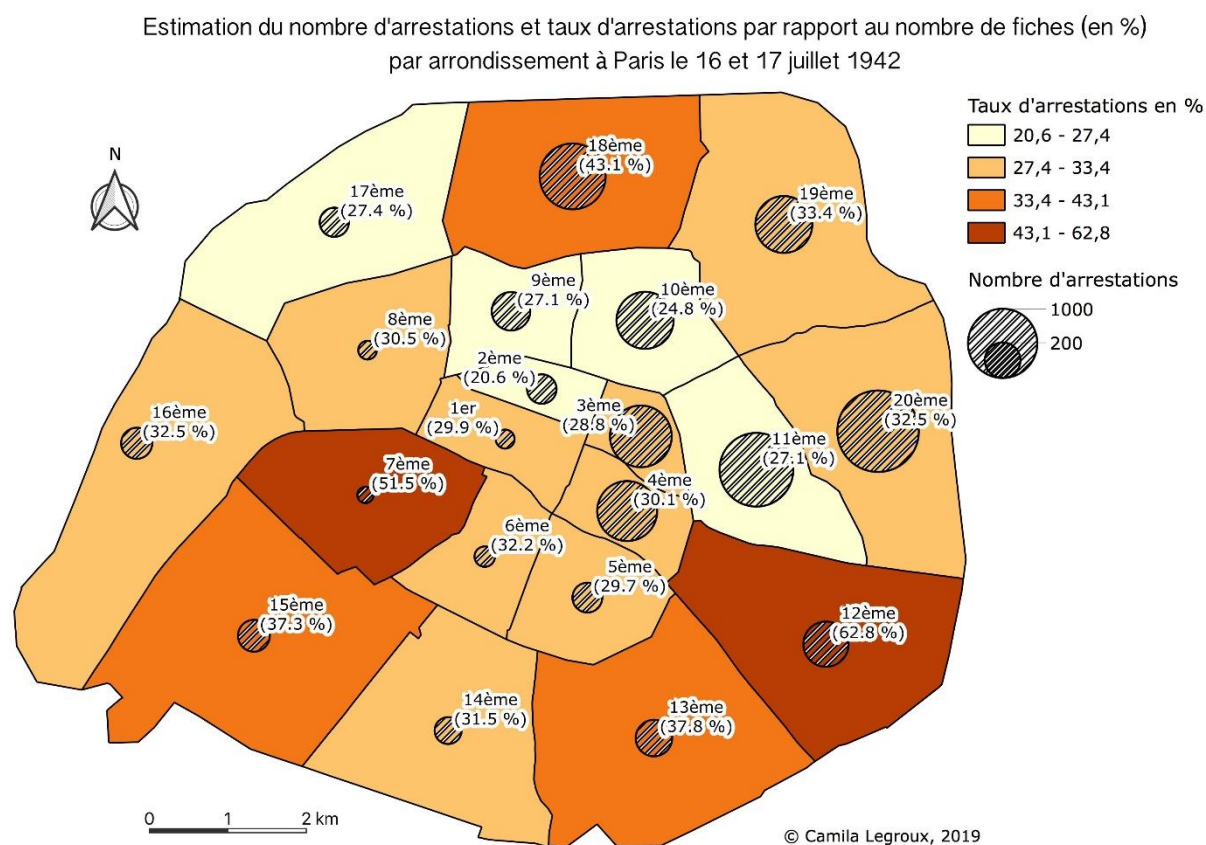 Estimation du nombre d'arrestations et taux d'arrestations par rapport au nombre de fiches (en %)
par arrondissement à Paris le 16 et 17 juillet 1942
Taux d'arrestations en %
20,6 - 27,4
27,4 - 33,4
33,4 - 43,1
43,1 - 62,8
Nombre d'arrestations
1000
200
N
18ème
(43.1 %)
17ème
(27.4 %)
19ème
(33.4 %)
9ème
(27.1 %)
10ème
(24.8 %)
8ème
(30.5 %)
2ème
(20.6 %)
1er
(29.9 %)
3ème
(28.8 %)
20ème
(32.5 %)
16ème
(32.5 %)
11ème
(27.1 %)
7ème
(51.5 %)
4ème
(30.1 %)
6ème
(32.2 %)
5ème
(29.7 %)
15ème
(37.3 %)
12ème
(62.8 %)
14ème
(31.5 %)
13ème
(37.8 %)
0 1 2 km
© Camila Legroux, 2019